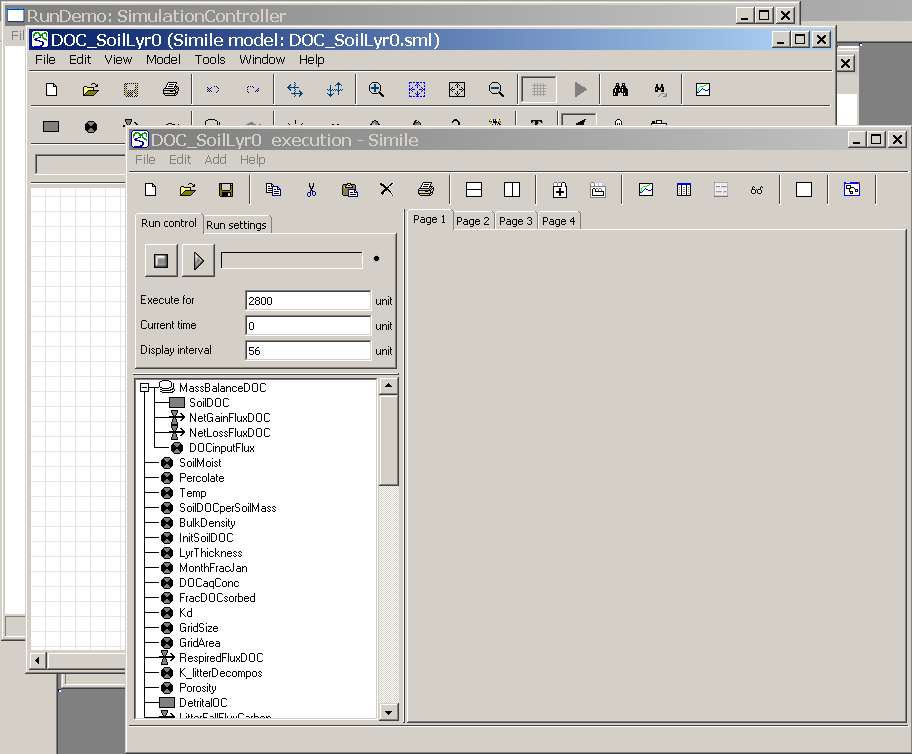 RunDemo: SimulationController
Fil
DOC_SoilLyr0 (Simile model: DOC_SoilLyr0.sml)
File Edit View Model Tools Window Help
DOC_SoilLyr0 execution - Simile
File Edit Add Help
Run control Run settings
Page 1 Page 2 Page 3 Page 4
Execute for 2800 unit
Current time 0 unit
Display interval 56 unit
MassBalanceDOC
SoilDOC
NetGainFluxDOC
NetLossFluxDOC
DOCinputFlux
SoilMoist
Percolate
Temp
SoilDOCperSoilMass
BulkDensity
InitSoilDOC
LyrThickness
MonthFracJan
DOCaqConc
FracDOCsorbed
Kd
GridSize
GridArea
RespiredFluxDOC
K_litterDecompos
Porosity
DetritalOC
LitterFallFluxCarbon